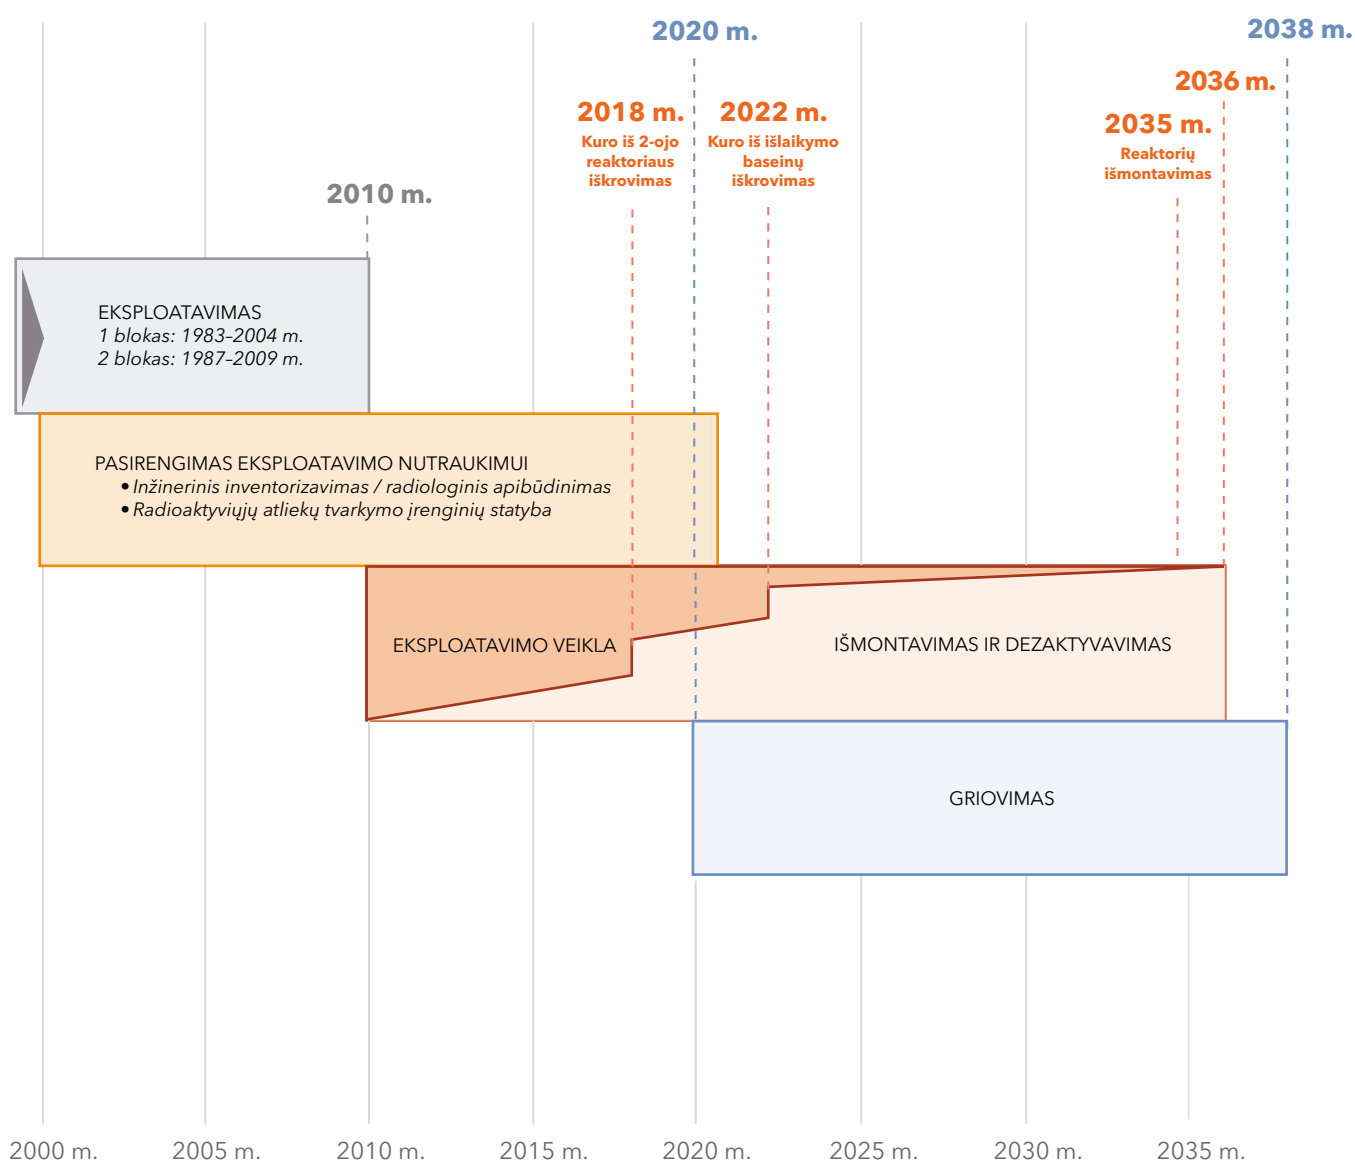 2020 m.
2038 m.
2036 m.
2018 m.
Kuro iš 2-ojo
reaktoriaus
iškrovimas
2022 m.
Kuro iš išlaikymo
baseinų
iškrovimas
2035 m.
Reaktorių
išmontavimas
2010 m.
EKSPLOATAVIMAS
1 blokas: 1983–2004 m.
2 blokas: 1987–2009 m.
PASIRENGIMAS EKSPLOATAVIMO NUTRAUKIMUI
• Inžinerinis inventorizavimas / radiologinis apibūdinimas
• Radioaktyviųjų atliekų tvarkymo įrenginių statyba
EKSPLOATAVIMO VEIKLA
IŠMONTAVIMAS IR DEZAKTYVAVIMAS
GRIOVIMAS
2000 m. 2005 m. 2010 m. 2015 m. 2020 m. 2025 m. 2030 m. 2035 m.